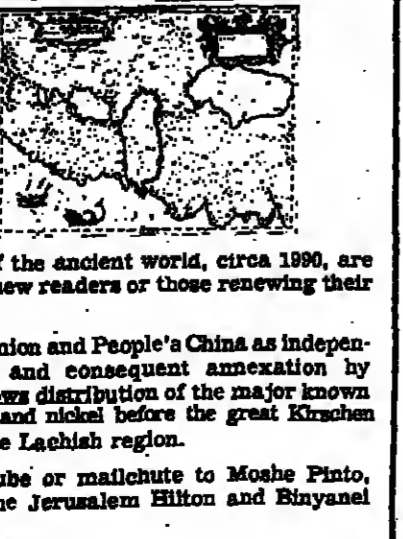 f the ancient world, circa 1990, are
new readers or those renewing their
nion and People'a China as indepen-
and consequent annexation by
ws distribution of the major known
and nickel before the great Kirschen
e Lachish region.
ube or mailchute to Moshe Pinto,
he Jerusalem Hilton and Binyanei